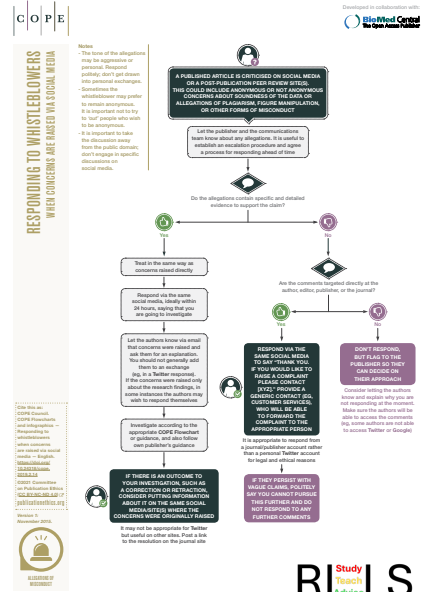 C O P E
Developed in collaboration with:
BioMed Central
The Open Access Publisher
RESPONDING TO WHISTLEBLOWERS
WHEN CONCERNS ARE RAISED VIA SOCIAL MEDIA
Notes
- The tone of the allegations
may be aggressive or
personal. Respond
politely; don't get drawn
into personal exchanges.
- Sometimes the
whistleblower may prefer
to remain anonymous.
It is important not to try
to 'out' people who wish
to be anonymous.
- It is important to take
the discussion away
from the public domain:
don't engage in specific
discussions on
social media.
A PUBLISHED ARTICLE IS CRITICISED ON SOCIAL MEDIA
OR A POST-PUBLICATION PEER REVIEW SITE(S).
THIS COULD INCLUDE ANONYMOUS OR NOT ANONYMOUS
CONCERNS ABOUT SOUNDNESS OF THE DATA OR
ALLEGATIONS OF PLAGIARISM, FIGURE MANIPULATION,
OR OTHER FORMS OF MISCONDUCT
Let the publisher and the communications
team know about any allegations. It is useful to
establish an escalation procedure and agree
a process for responding ahead of time
Do the allegations contain specific and detailed
evidence to support the claim?
Yes
No
Treat in the same way as
concerns raised directly
Respond via the same
social media, ideally within
24 hours, saying that you
are going to investigate
Let the authors know via email
that concerns were raised and
ask them for an explanation.
You should not generally add
them to an exchange
(eg, in a Twitter response).
If the concerns were raised only
about the research findings, in
some instances the authors may
wish to respond themselves
Investigate according to the
appropriate COPE Flowchart
or guidance, and also follow
own publisher's guidance
IF THERE IS AN OUTCOME TO
YOUR INVESTIGATION, SUCH AS
A CORRECTION OR RETRACTION,
CONSIDER PUTTING INFORMATION
ABOUT IT ON THE SAME SOCIAL
MEDIA/SITE(S) WHERE THE
CONCERNS WERE ORIGINALLY RAISED
It may not be appropriate for Twitter
but useful on other sites. Post a link
to the resolution on the journal site
Are the comments targeted directly at the
author, editor, publisher, or the journal?
Yes
No
RESPOND VIA THE
SAME SOCIAL MEDIA
TO SAY "THANK YOU.
IF YOU WOULD LIKE TO
RAISE A COMPLAINT
PLEASE CONTACT
[XYZ]." PROVIDE A
GENERIC CONTACT (EG,
CUSTOMER SERVICES),
WHO WILL BE ABLE
TO FORWARD THE
COMPLAINT TO THE
APPROPRIATE PERSON
It is appropriate to respond from
a journal/publisher account rather
than a personal Twitter account
for legal and ethical reasons
IF THEY PERSIST WITH
VAGUE CLAIMS, POLITELY
SAY YOU CANNOT PURSUE
THIS FURTHER AND DO
NOT RESPOND TO ANY
FURTHER COMMENTS
DON'T RESPOND,
BUT FLAG TO THE
PUBLISHER SO THEY
CAN DECIDE ON
THEIR APPROACH
Consider letting the authors
know and explain why you are
not responding at the moment.
Make sure the authors will be
able to access the comments
(eg, some authors are not able
to access Twitter or Google)
Cite this as:
COPE Council.
COPE Flowcharts
and infographics —
Responding to
whistleblowers
when concerns
are raised via social
media — English.
©2021 Committee
on Publication Ethics
(CC BY-NC-ND 4.0)
publicationethics.org
Version 1:
November 2015.
ALLEGATIONS OF
MISCONDUCT
Study
Teach